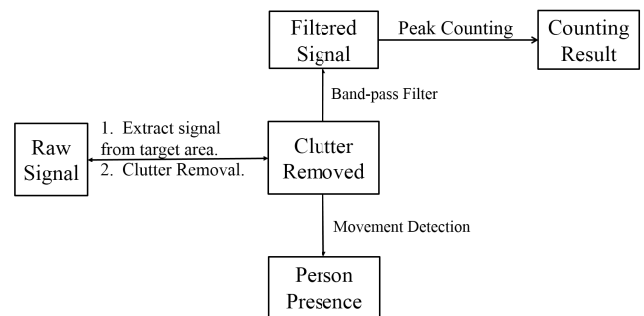 Filtered
Signal
Peak Counting
Counting
Result
Band-pass Filter
Raw
Signal
1. Extract signal
from target area.
2. Clutter Removal.
Clutter
Removed
Movement Detection
Person
Presence